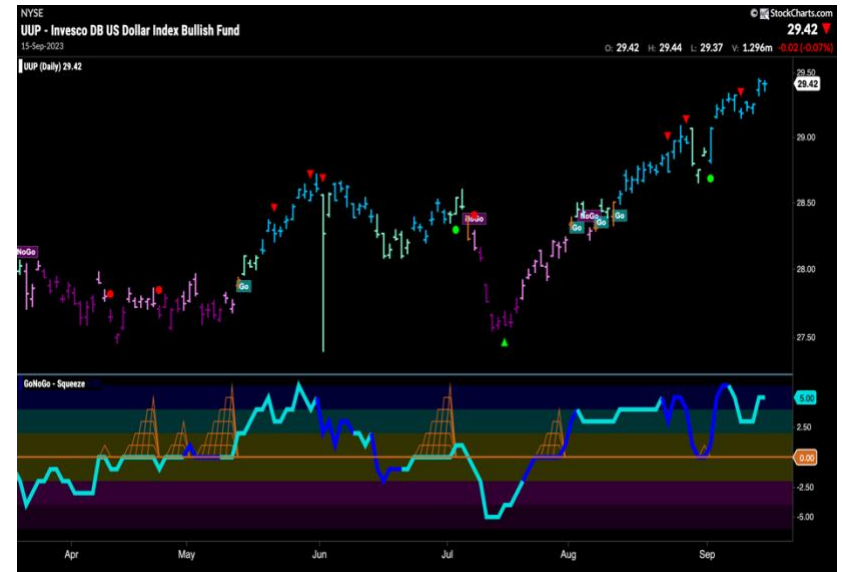 NYSE
© StockCharts.com
UUP - Invesco DB US Dollar Index Bullish Fund
29.42
15-Sep-2023
O: 29.42 H: 29.44 L: 29.37 V: 1.296m -0.02 (-0.07%)
UUP (Daily) 29.42
29.50
29.42
29.00
28.50
NoGo
NoGo
Go
Go
Go
NoGo
28.00
Go
27.50
GoNoGo - Squeeze
5.00
2.50
0.00
-2.50
-5.00
Apr May Jun Jul Aug Sep